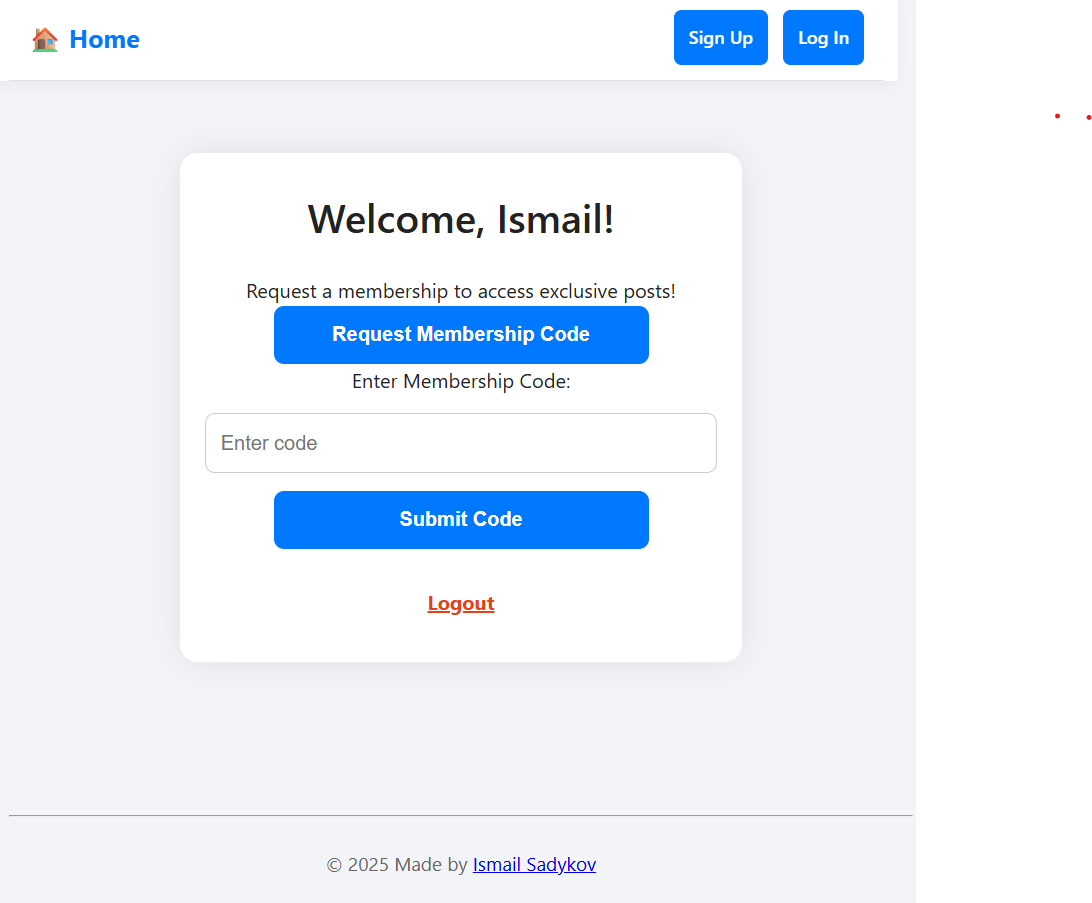 Home
Sign Up
Log In
Welcome, Ismail!
Request a membership to access exclusive posts!
Request Membership Code
Enter Membership Code:
Enter code
Submit Code
Logout
© 2025 Made by Ismail Sadykov